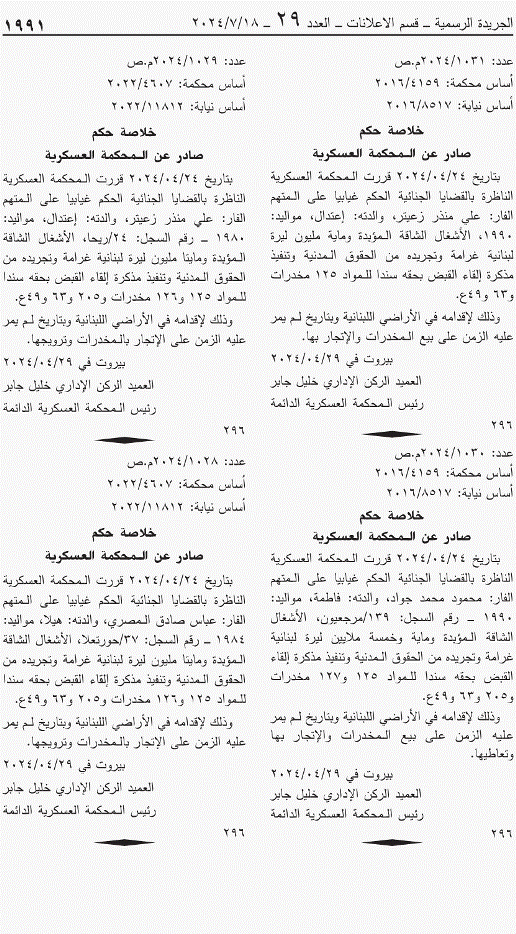 الجريدة الرسمية ــ قسم الاعلانات ــ العدد ٢٩ ــ ٢٠٢٤/٧/١٨
١٩٩١
عدد: ٢٠٢٤/١٠٣١م.ص
أساس محكمة: ٢٠١٦/٤١٥٩
أساس نيابة: ٢٠١٦/٨٥١٧
خلاصة حكم
صادر عن المحكمة العسكرية
بتاريخ ٢٠٢٤/٠٤/٢٤ قررت المحكمة العسكرية
الناظرة بالقضايا الجنائية الحكم غيابيا على المتهم
الفار: علي منذر زعيتر، والدته: إعتدال، مواليد:
١٩٩٠، الأشغال الشاقة المؤبدة وماية مليون ليرة
لبنانية غرامة وتجريده من الحقوق المدنية وتنفيذ
مذكرة إلقاء القبض بحقه سندا للمواد ١٢٥ مخدرات
و٦٣ و٤٩ع.
وذلك لإقدامه في الأراضي اللبنانية وبتاريخ لم يمر
عليه الزمن على بيع المخدرات والإتجار بها.
بيروت في ٢٠٢٤/٠٤/٢٩
العميد الركن الإداري خليل جابر
رئيس المحكمة العسكرية الدائمة
٢٩٦
عدد: ٢٠٢٤/١٠٣٠م.ص
أساس محكمة: ٢٠١٦/٤١٥٩
أساس نيابة: ٢٠١٦/٨٥١٧
خلاصة حكم
صادر عن المحكمة العسكرية
بتاريخ ٢٠٢٤/٠٤/٢٤ قررت المحكمة العسكرية
الناظرة بالقضايا الجنائية الحكم غيابيا على المتهم
الفار: محمود محمد جواد، والدته: فاطمة، مواليد:
١٩٩٠ ــ رقم السجل: ١٣٩/مرجعيون، الأشغال
الشاقة المؤبدة وماية وخمسة ملايين ليرة لبنانية
غرامة وتجريده من الحقوق المدنية وتنفيذ مذكرة إلقاء
القبض بحقه سندا للمواد ١٢٥ و١٢٧ مخدرات
و٢٠٥ و٦٣ و٤٩ع.
وذلك لإقدامه في الأراضي اللبنانية وبتاريخ لم يمر
عليه الزمن على بيع المخدرات والإتجار بها
وتعاطيها.
بيروت في ٢٠٢٤/٠٤/٢٩
العميد الركن الإداري خليل جابر
رئيس المحكمة العسكرية الدائمة
٢٩٦
عدد: ٢٠٢٤/١٠٢٩م.ص
أساس محكمة: ٢٠٢٢/٤٦٠٧
أساس نيابة: ٢٠٢٢/١١٨١٢
خلاصة حكم
صادر عن المحكمة العسكرية
بتاريخ ٢٠٢٤/٠٤/٢٤ قررت المحكمة العسكرية
الناظرة بالقضايا الجنائية الحكم غيابيا على المتهم
الفار: علي منذر زعيتر، والدته: إعتدال، مواليد:
١٩٨٠ ــ رقم السجل: ٢٤/ريحا، الأشغال الشاقة
المؤبدة ومايتا مليون ليرة لبنانية غرامة وتجريده من
الحقوق المدنية وتنفيذ مذكرة إلقاء القبض بحقه سندا
للمواد ١٢٥ و١٢٦ مخدرات و٢٠٥ و٦٣ و٤٩ع.
وذلك لإقدامه في الأراضي اللبنانية وبتاريخ لم يمر
عليه الزمن على الإتجار بالمخدرات وترويجها.
بيروت في ٢٠٢٤/٠٤/٢٩
العميد الركن الإداري خليل جابر
رئيس المحكمة العسكرية الدائمة
٢٩٦
عدد: ٢٠٢٤/١٠٢٨م.ص
أساس محكمة: ٢٠٢٢/٤٦٠٧
أساس نيابة: ٢٠٢٢/١١٨١٢
خلاصة حكم
صادر عن المحكمة العسكرية
بتاريخ ٢٠٢٤/٠٤/٢٤ قررت المحكمة العسكرية
الناظرة بالقضايا الجنائية الحكم غيابيا على المتهم
الفار: عباس صادق المصري، والدته: هيلا، مواليد:
١٩٨٤ ــ رقم السجل: ٣٧/حورتعلا، الأشغال الشاقة
المؤبدة ومايتا مليون ليرة لبنانية غرامة وتجريده من
الحقوق المدنية وتنفيذ مذكرة إلقاء القبض بحقه سندا
للمواد ١٢٥ و١٢٦ مخدرات و٢٠٥ و٦٣ و٤٩ع.
وذلك لإقدامه في الأراضي اللبنانية وبتاريخ لم يمر
عليه الزمن على الإتجار بالمخدرات وترويجها.
بيروت في ٢٠٢٤/٠٤/٢٩
العميد الركن الإداري خليل جابر
رئيس المحكمة العسكرية الدائمة
٢٩٦